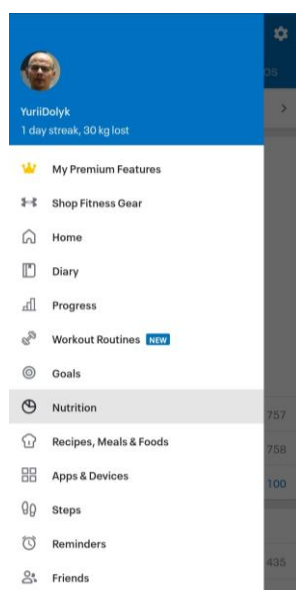 OS
YuriiDolyk
1 day streak, 30 kg lost
My Premium Features
Shop Fitness Gear
Home
Diary
Progress
Workout Routines NEW
Goals
Nutrition
757
Recipes, Meals & Foods
758
Apps & Devices
100
Steps
Reminders
435
Friends